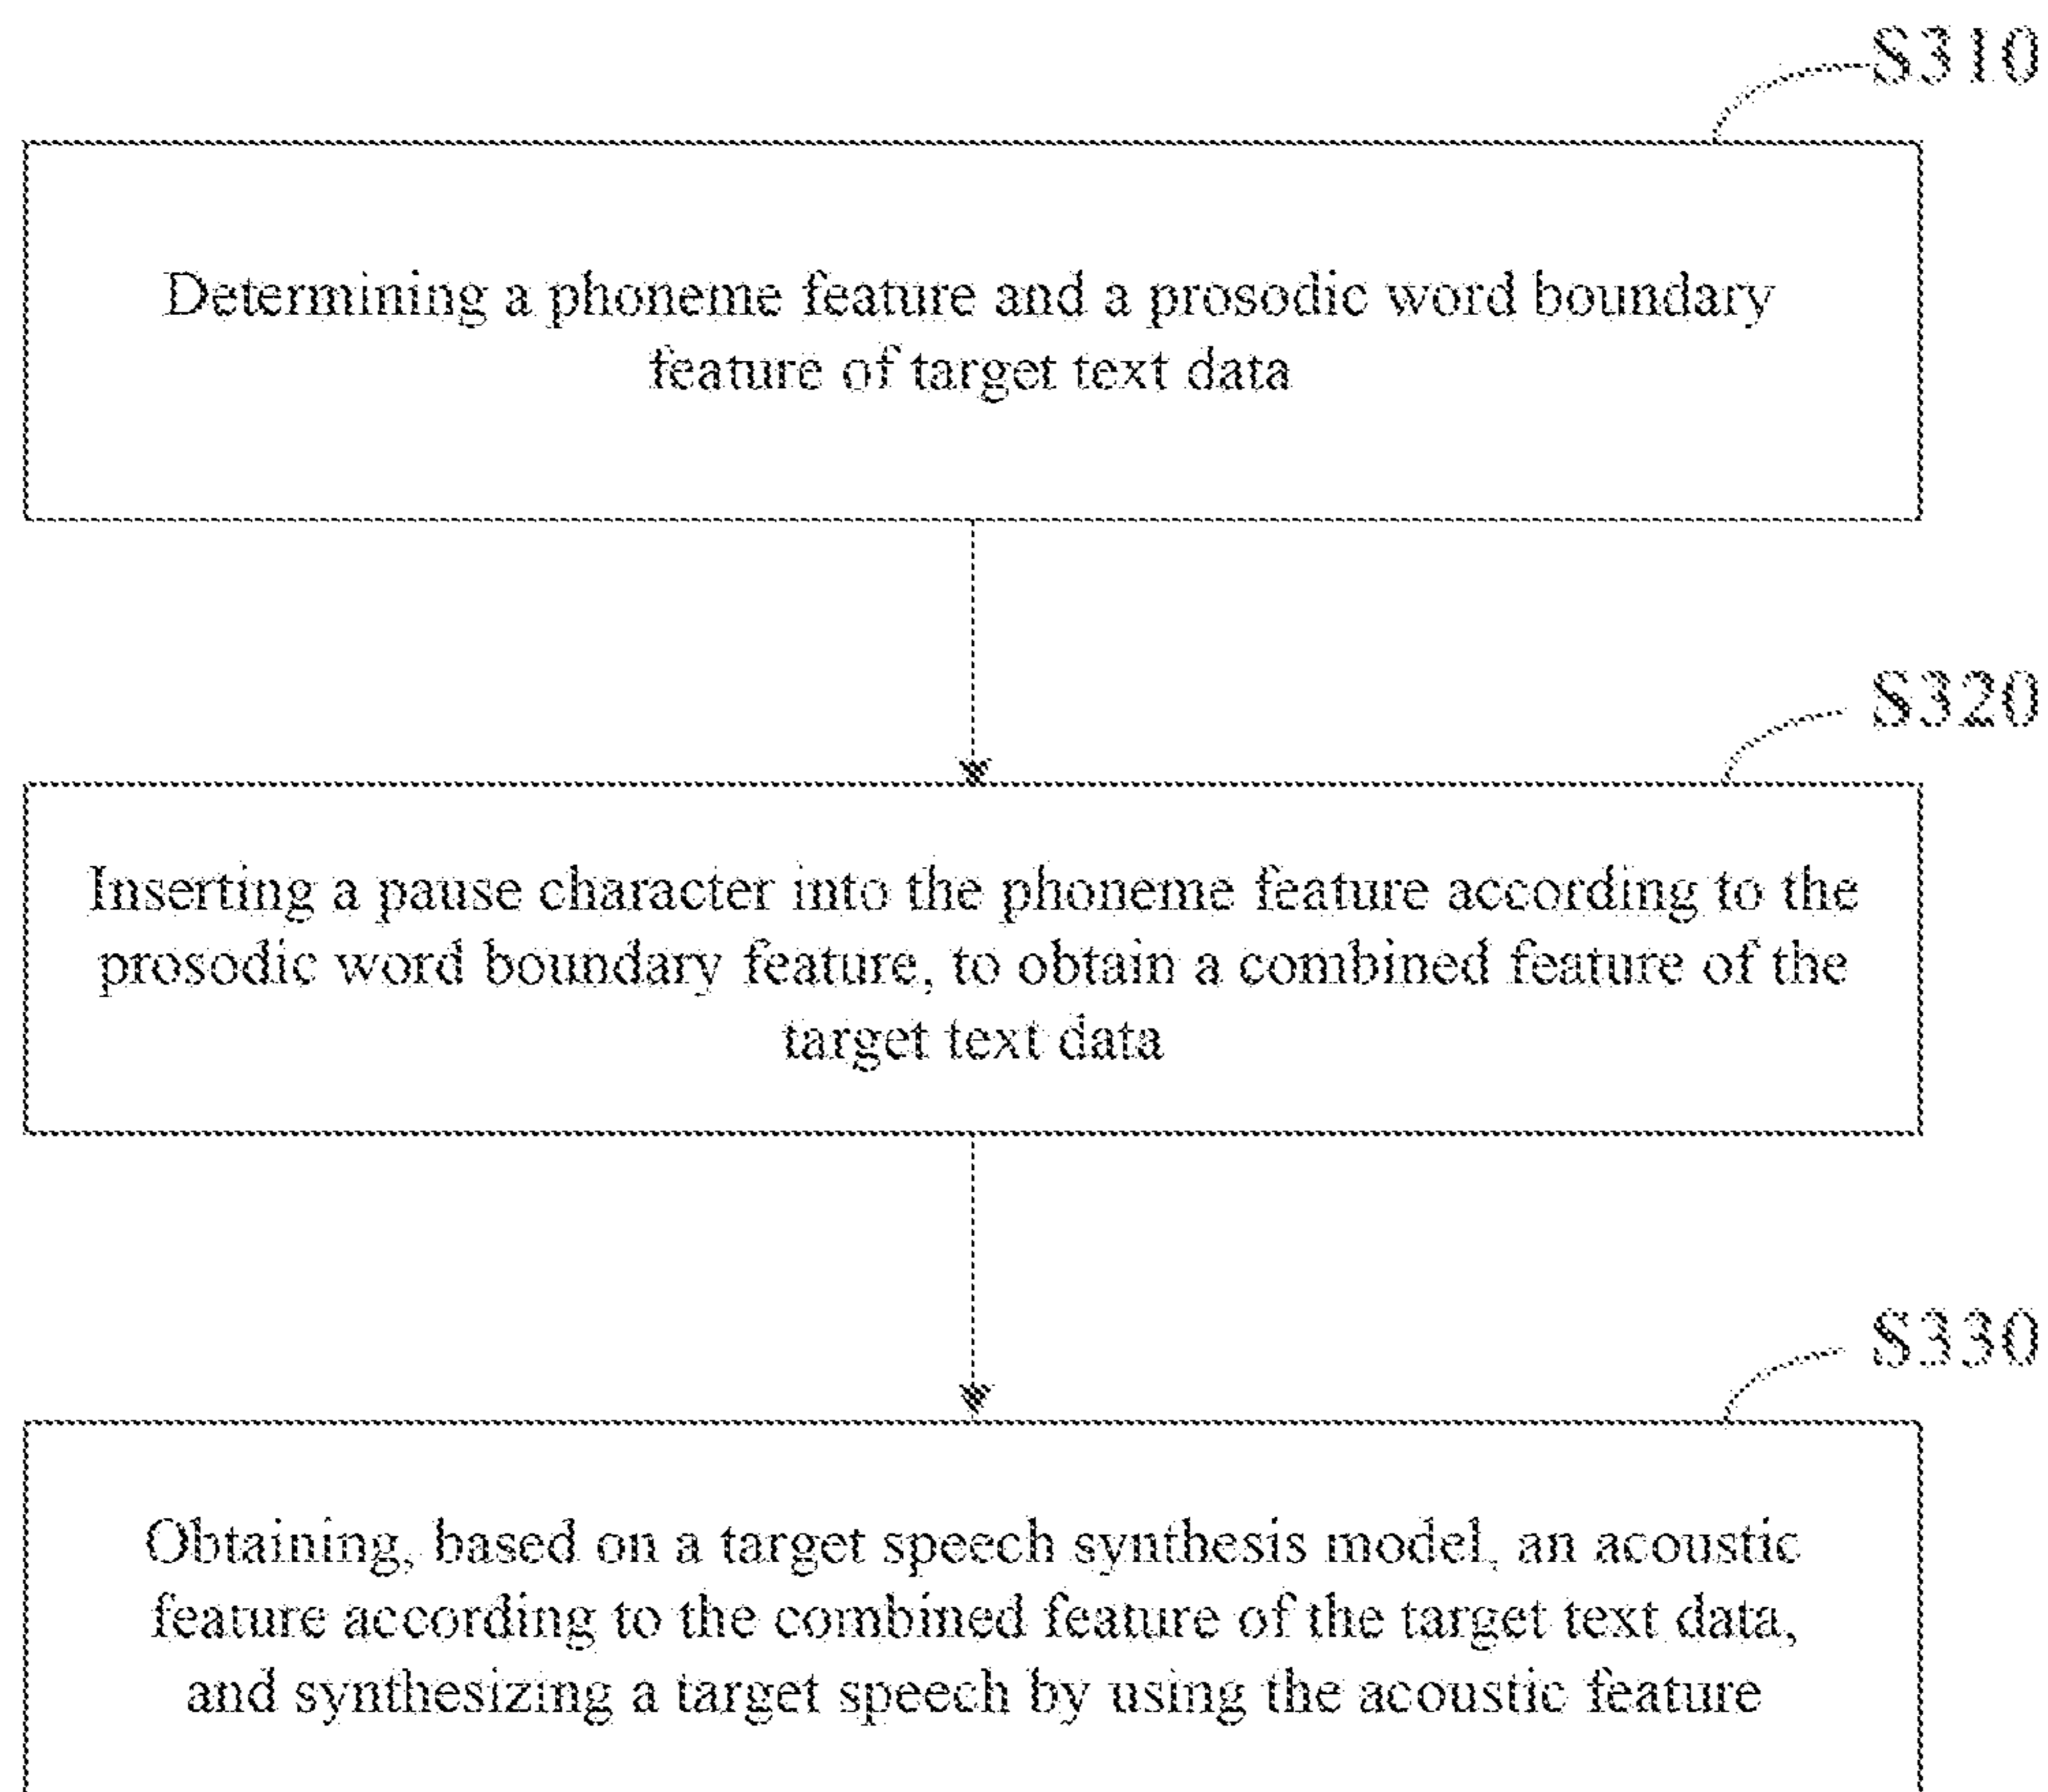 S310
Determining a phoneme feature and a prosodic word boundary
feature of target text data
S320
Inserting a pause character into the phoneme feature according to the
prosodic word boundary feature, to obtain a combined feature of the
target text data
S330
Obtaining, based on a target speech synthesis model, an acoustic
feature according to the combined feature of the target text data,
and synthesizing a target speech by using the acoustic feature